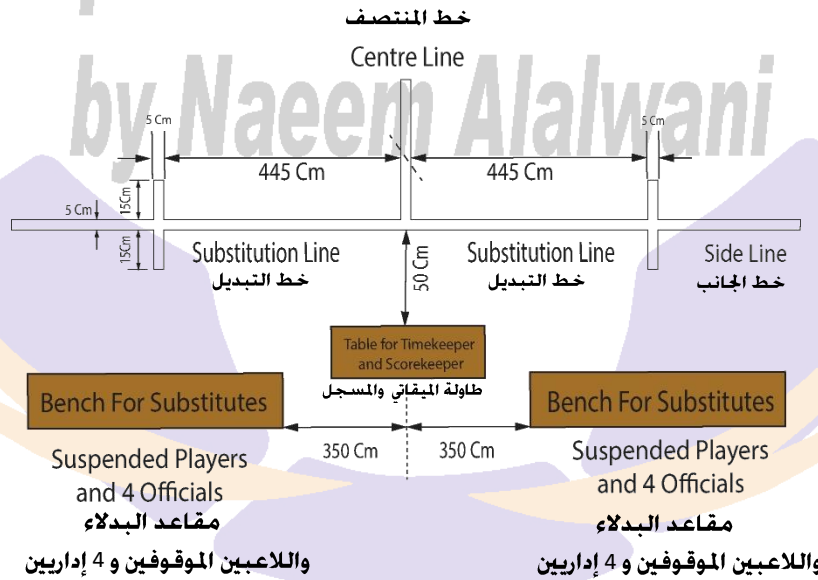 خط المنتصف
Centre Line
by Naeem Alalwani
5 Cm
5 Cm
445 Cm
445 Cm
15Cm
5 Cm
15Cm
Substitution Line
خط التبديل
50 Cm
Substitution Line
خط التبديل
Side Line
خط الجانب
Table for Timekeeper
and Scorekeeper
طاولة الميقاتي والمسجل
Bench For Substitutes
Bench For Substitutes
350 Cm
350 Cm
Suspended Players
and 4 Officials
مقاعد البدلاء
واللاعبين الموقوفين و 4 إداريين
Suspended Players
and 4 Officials
مقاعد البدلاء
واللاعبين الموقوفين و 4 إداريين